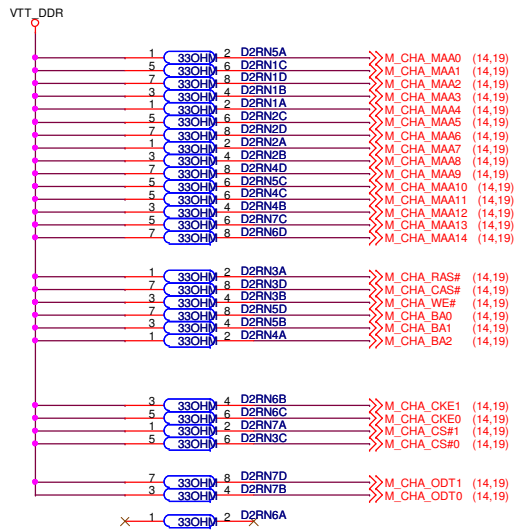 VTT_DDR
1 33OHM 2 D2RN5A M_CHA_MAA0 (14,19)
5 33OHM 6 D2RN1C M_CHA_MAA1 (14,19)
7 33OHM 8 D2RN1D M_CHA_MAA2 (14,19)
3 33OHM 4 D2RN1B M_CHA_MAA3 (14,19)
1 33OHM 2 D2RN1A M_CHA_MAA4 (14,19)
5 33OHM 6 D2RN2C M_CHA_MAA5 (14,19)
7 33OHM 8 D2RN2D M_CHA_MAA6 (14,19)
1 33OHM 2 D2RN2A M_CHA_MAA7 (14,19)
3 33OHM 4 D2RN2B M_CHA_MAA8 (14,19)
7 33OHM 8 D2RN4D M_CHA_MAA9 (14,19)
5 33OHM 6 D2RN5C M_CHA_MAA10 (14,19)
5 33OHM 6 D2RN4C M_CHA_MAA11 (14,19)
3 33OHM 4 D2RN4B M_CHA_MAA12 (14,19)
5 33OHM 6 D2RN7C M_CHA_MAA13 (14,19)
7 33OHM 8 D2RN6D M_CHA_MAA14 (14,19)
1 33OHM 2 D2RN3A M_CHA_RAS# (14,19)
7 33OHM 8 D2RN3D M_CHA_CAS# (14,19)
3 33OHM 4 D2RN3B M_CHA_WE# (14,19)
7 33OHM 8 D2RN5D M_CHA_BA0 (14,19)
3 33OHM 4 D2RN5B M_CHA_BA1 (14,19)
1 33OHM 2 D2RN4A M_CHA_BA2 (14,19)
3 33OHM 4 D2RN6B M_CHA_CKE1 (14,19)
5 33OHM 6 D2RN6C M_CHA_CKE0 (14,19)
1 33OHM 2 D2RN7A M_CHA_CS#1 (14,19)
5 33OHM 6 D2RN3C M_CHA_CS#0 (14,19)
7 33OHM 8 D2RN7D M_CHA_ODT1 (14,19)
3 33OHM 4 D2RN7B M_CHA_ODT0 (14,19)
1 33OHM 2 D2RN6A